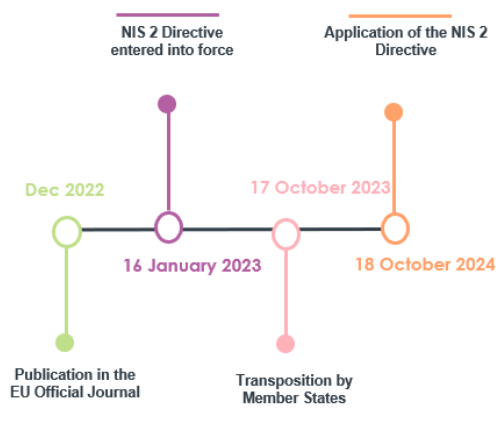 NIS 2 Directive
entered into force
Application of the NIS 2
Directive
Dec 2022
17 October 2023
16 January 2023
18 October 2024
Publication in the
EU Official Journal
Transposition by
Member States